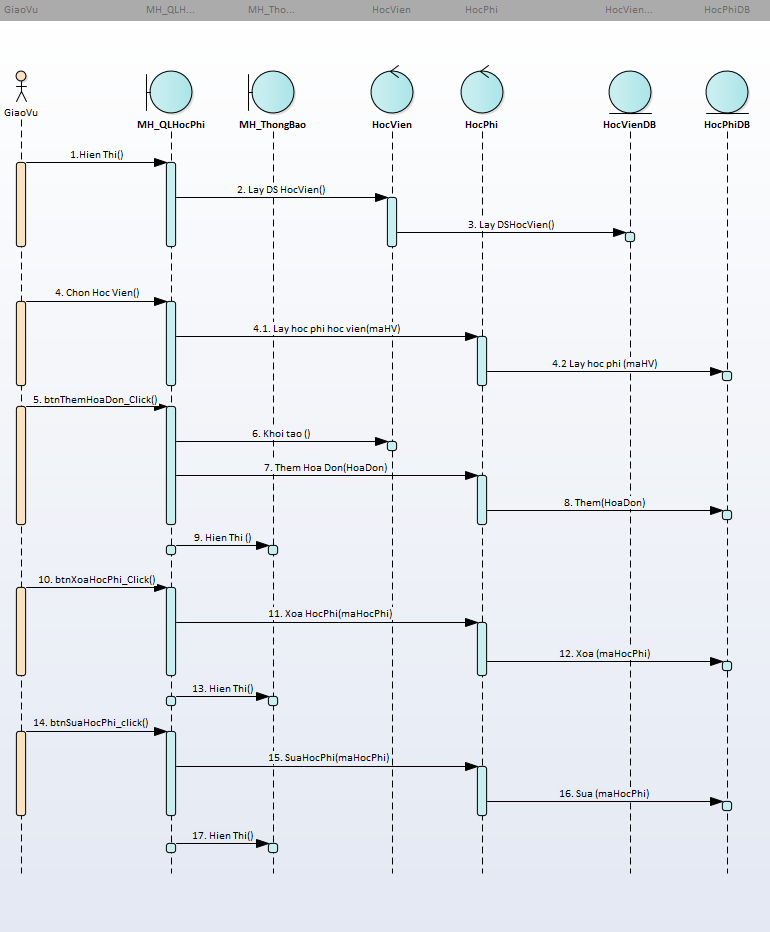 GiaoVu MH_QLH... MH_Tho... HocVien HocPhi HocVien... HocPhiDB
GiaoVu
MH_QLHocPhi MH_ThongBao HocVien HocPhi HocVienDB HocPhiDB
1.Hien Thi()
2. Lay DS HocVien()
3. Lay DSHocVien()
4. Chon Hoc Vien()
4.1. Lay hoc phi hoc vien(maHV)
4.2 Lay hoc phi (maHV)
5. btnThemHoaDon_Click()
6. Khoi tao ()
7. Them Hoa Don(HoaDon)
8. Them(HoaDon)
9. Hien Thi ()
10. btnXoaHocPhi_Click()
11. Xoa HocPhi(maHocPhi)
12. Xoa (maHocPhi)
13. Hien Thi()
14. btnSuaHocPhi_click()
15. SuaHocPhi(maHocPhi)
16. Sua (maHocPhi)
17. Hien Thi()